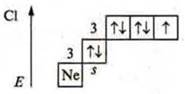 Cl 3 ↑↓ ↑↓ ↑
3 ↑↓
Ne s
E